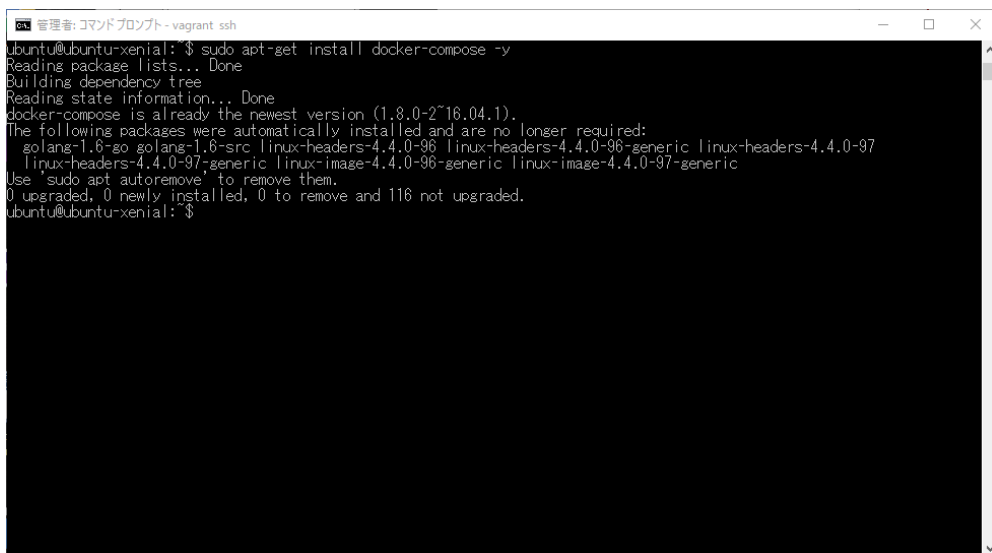 管理者: コマンド プロンプト - vagrant ssh
ubuntu@ubuntu-xenial:~$ sudo apt-get install docker-compose -y
Reading package lists... Done
Building dependency tree
Reading state information... Done
docker-compose is already the newest version (1.8.0-2~16.04.1).
The following packages were automatically installed and are no longer required:
  golang-1.6-go golang-1.6-src linux-headers-4.4.0-96 linux-headers-4.4.0-96-generic linux-headers-4.4.0-97
  linux-headers-4.4.0-97-generic linux-image-4.4.0-96-generic linux-image-4.4.0-97-generic
Use 'sudo apt autoremove' to remove them.
0 upgraded, 0 newly installed, 0 to remove and 116 not upgraded.
ubuntu@ubuntu-xenial:~$